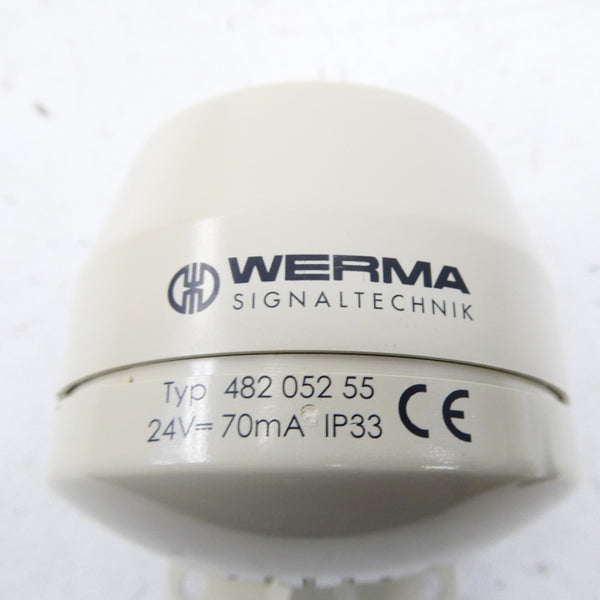 WERMA
SIGNALTECHNIK
Typ 482 052 55
24V⎓ 70mA IP33 CE